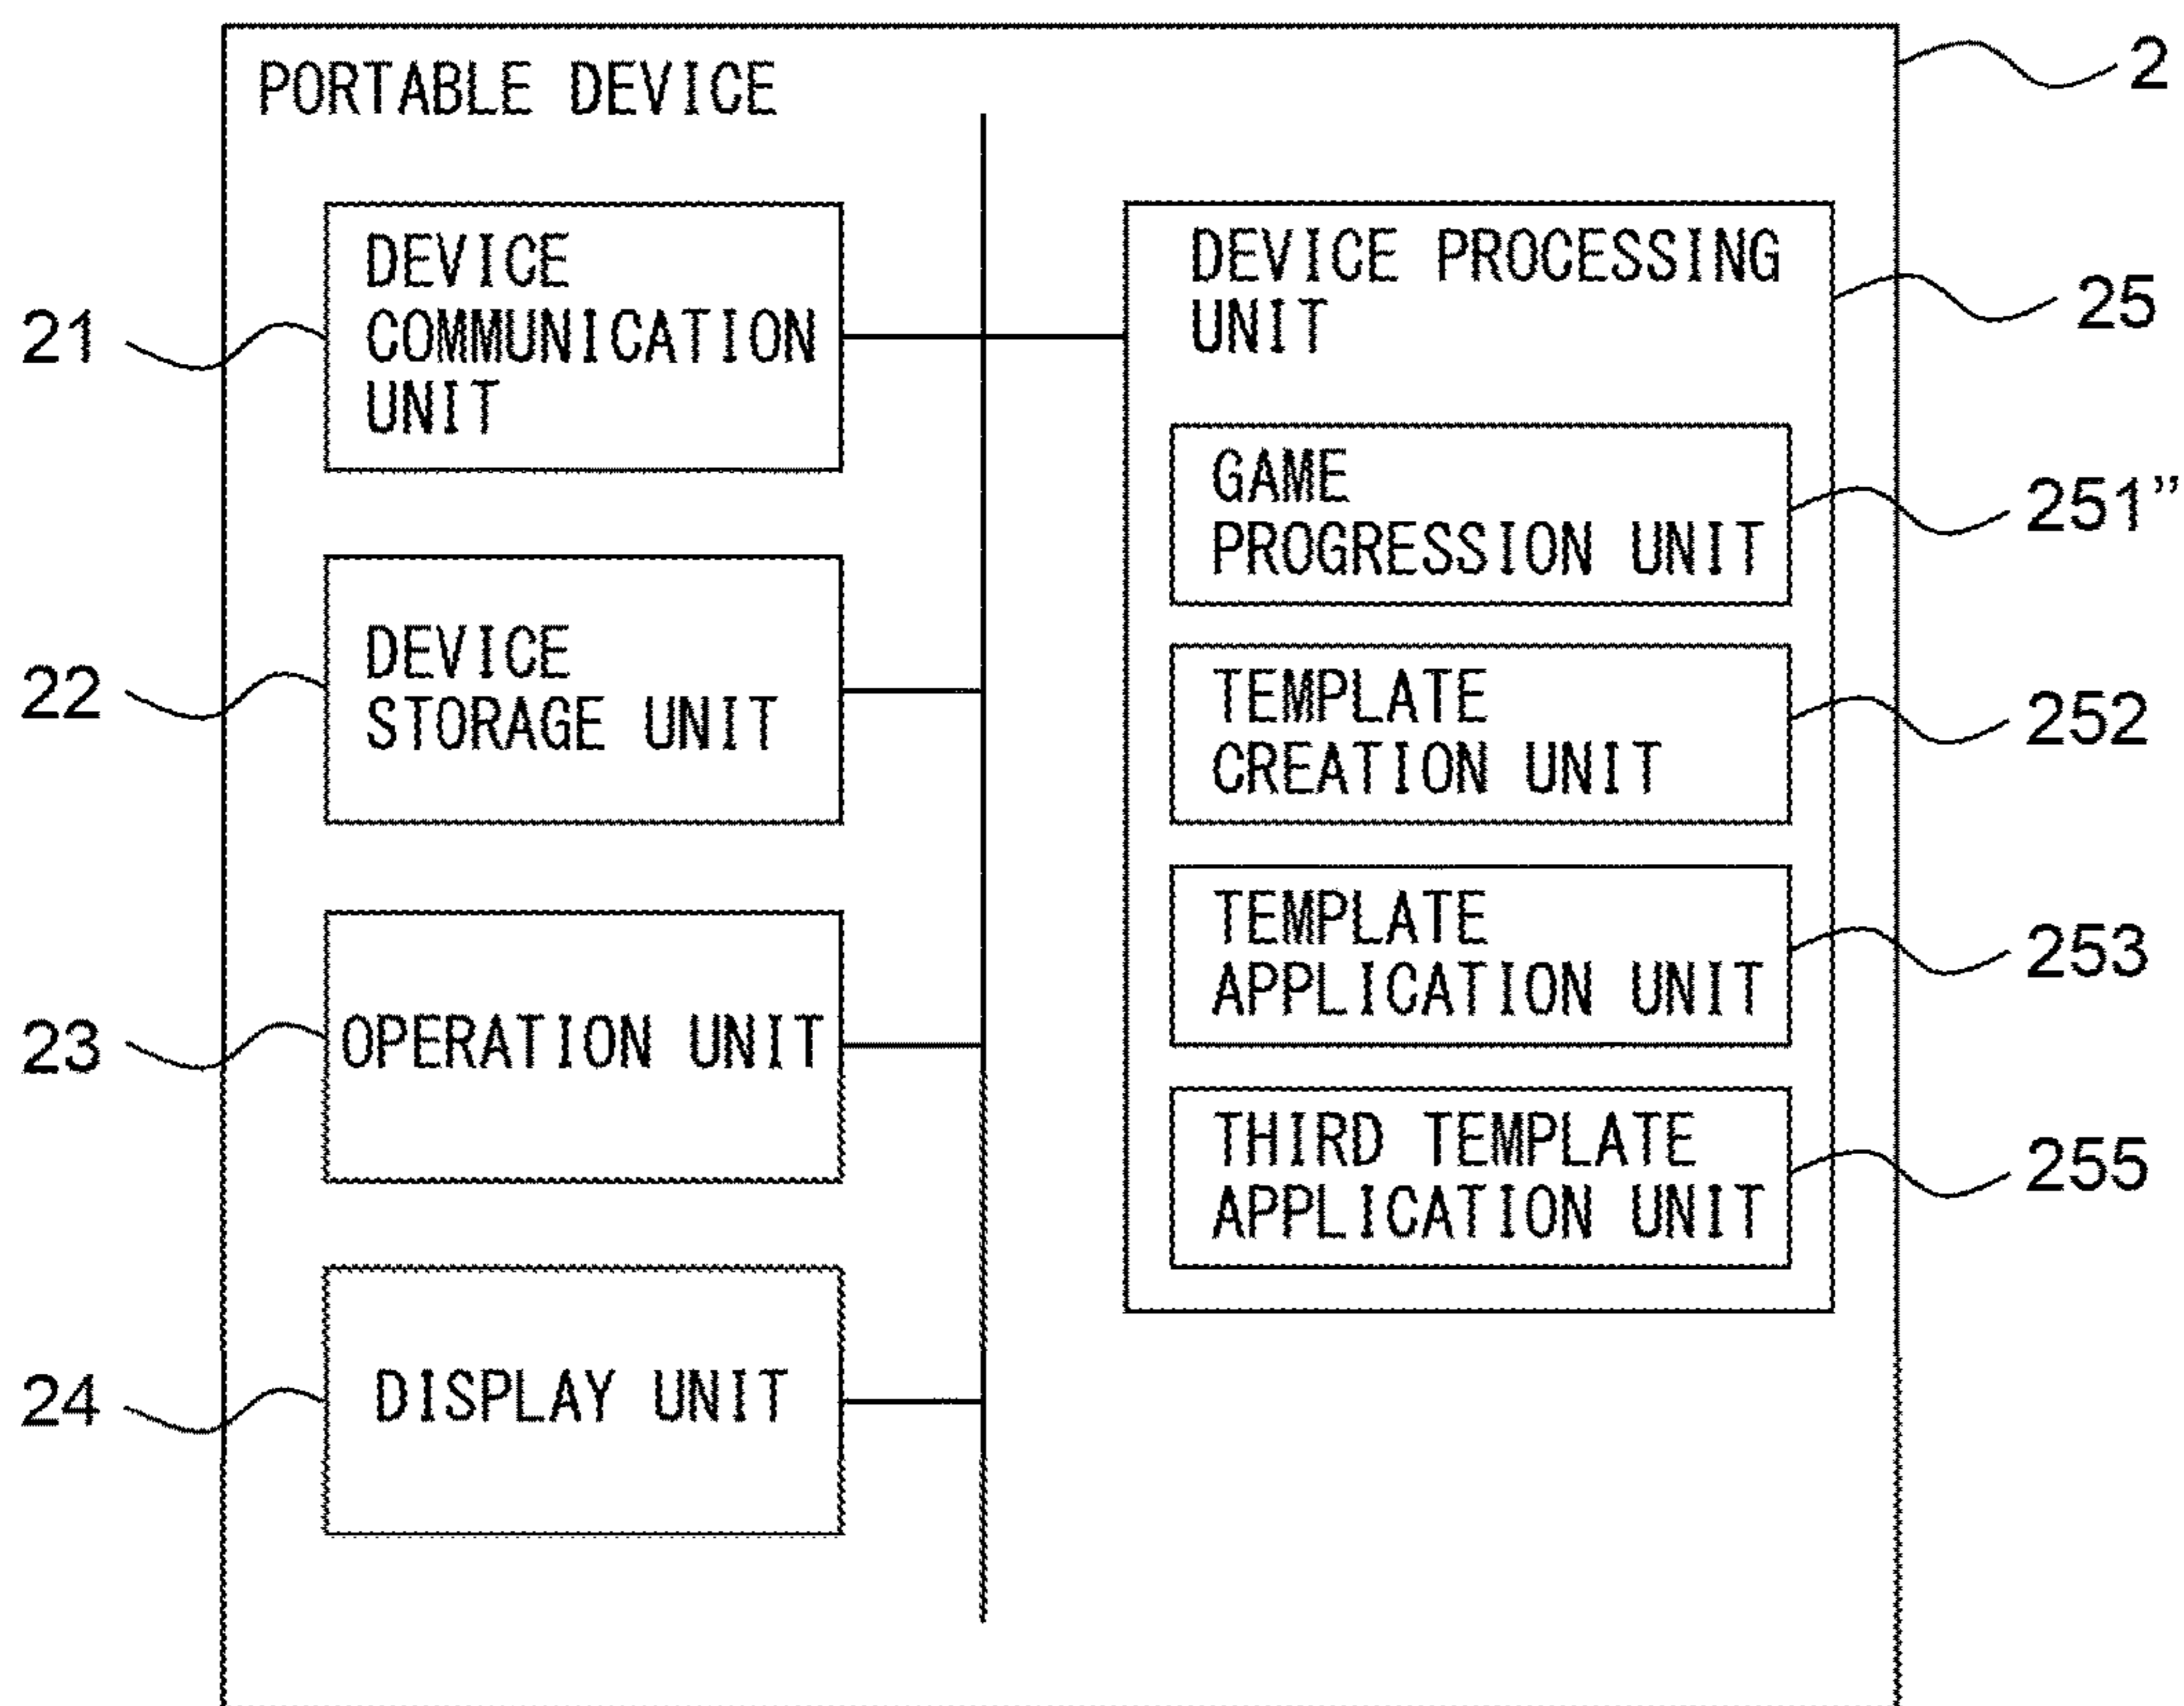 PORTABLE DEVICE
2
21
DEVICE
COMMUNICATION
UNIT
22
DEVICE
STORAGE UNIT
23
OPERATION UNIT
24
DISPLAY UNIT
DEVICE PROCESSING
UNIT
25
GAME
PROGRESSION UNIT
251”
TEMPLATE
CREATION UNIT
252
TEMPLATE
APPLICATION UNIT
253
THIRD TEMPLATE
APPLICATION UNIT
255